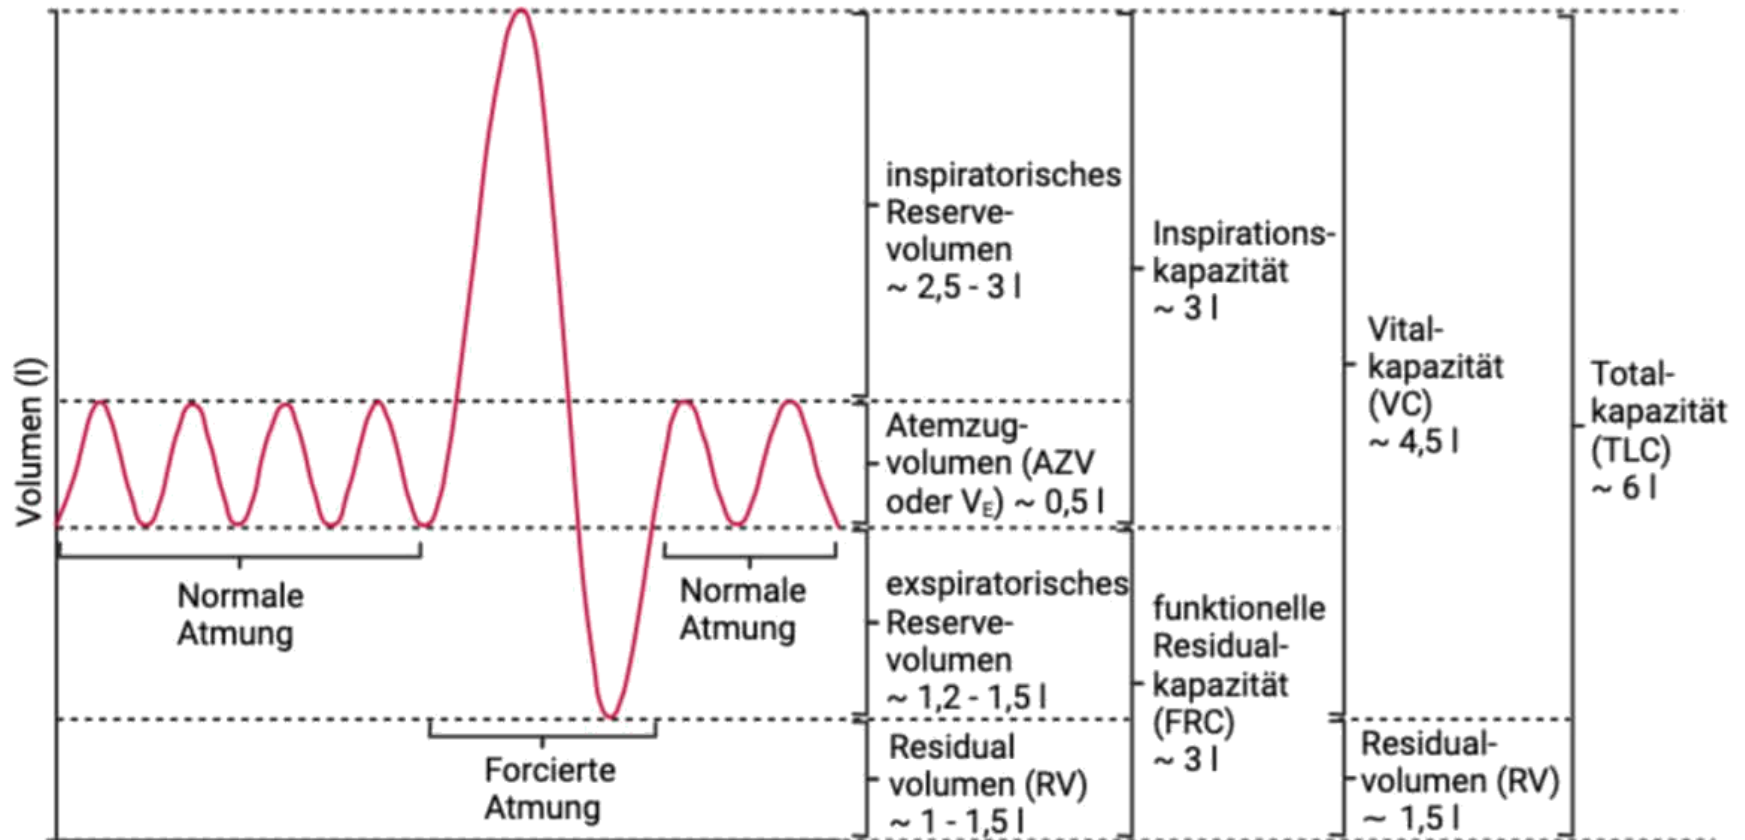 Volumen (l)
Normale
Atmung
Forcierte
Atmung
Normale
Atmung
inspiratorisches
Reserve-
volumen
~ 2,5 - 3 l
Atemzug-
volumen (AZV
oder VE) ~ 0,5 l
exspiratorisches
Reserve-
volumen
~ 1,2 - 1,5 l
Residual
volumen (RV)
~ 1 - 1,5 l
Inspirations-
kapazität
~ 3 l
funktionelle
Residual-
kapazität
(FRC)
~ 3 l
Vital-
kapazität
(VC)
~ 4,5 l
Residual-
volumen (RV)
~ 1,5 l
Total-
kapazität
(TLC)
~ 6 l